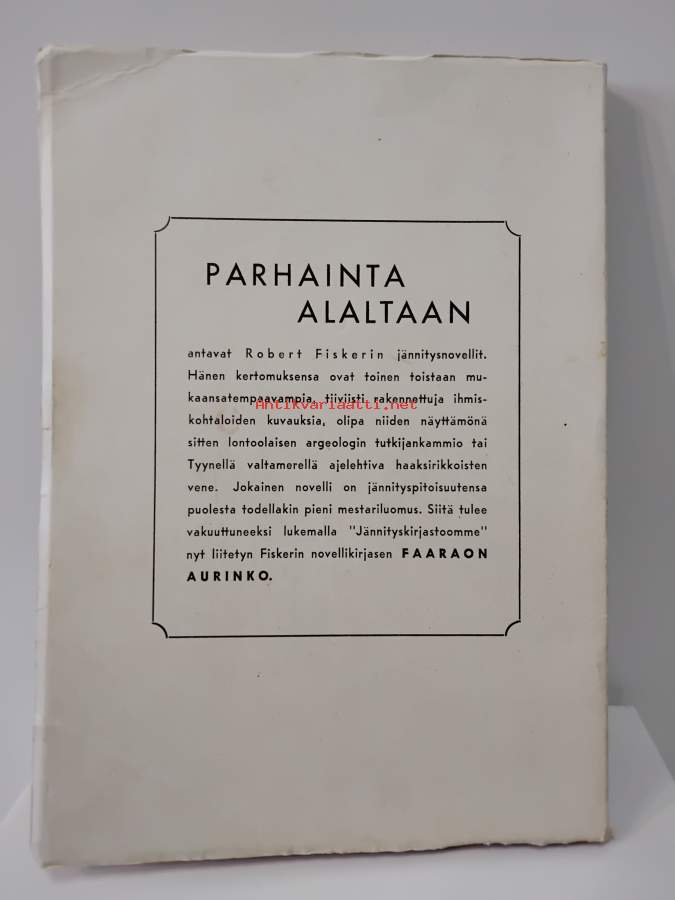 PARHAINTA
ALALTAAN
antavat Robert Fiskerin jännitysnovellit.
Hänen kertomuksensa ovat toinen toistaan mu-
kaansatempaavampia, tiiviisti rakennettuja ihmis-
Antikvariaatti.net
kohtaloiden kuvauksia, olipa niiden näyttämönä
sitten lontoolaisen argeologin tutkijankammio tai
Tyynellä valtamerellä ajelehtiva haaksirikkoisten
vene. Jokainen novelli on jännityspitoisuutensa
puolesta todellakin pieni mestariluomus. Siitä tulee
vakuuttuneeksi lukemalla "Jännityskirjastoomme"
nyt liitetyn Fiskerin novellikirjasen FAARAON
AURINKO.